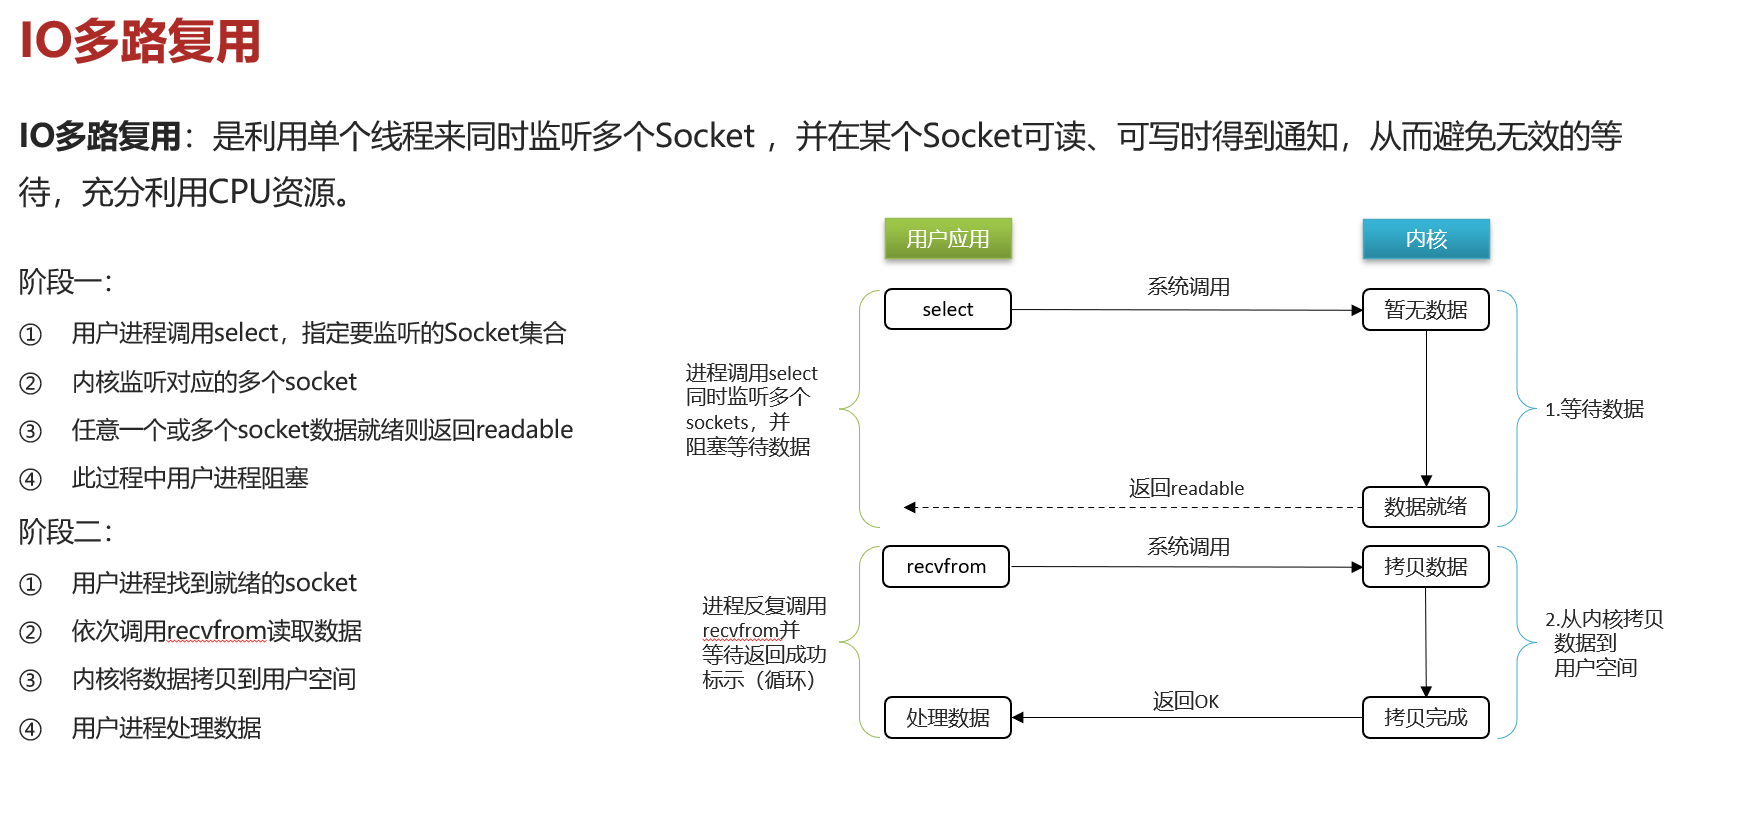 IO多路复用
IO多路复用：是利用单个线程来同时监听多个Socket ，并在某个Socket可读、可写时得到通知，从而避免无效的等
待，充分利用CPU资源。
阶段一：
① 用户进程调用select，指定要监听的Socket集合
② 内核监听对应的多个socket
③ 任意一个或多个socket数据就绪则返回readable
④ 此过程中用户进程阻塞
阶段二：
① 用户进程找到就绪的socket
② 依次调用recvfrom读取数据
③ 内核将数据拷贝到用户空间
④ 用户进程处理数据
用户应用
内核
select
系统调用
暂无数据
进程调用select
同时监听多个
sockets，并
阻塞等待数据
1.等待数据
返回readable
数据就绪
recvfrom
系统调用
拷贝数据
进程反复调用
recvfrom并
等待返回成功
标示（循环）
2.从内核拷贝
数据到
用户空间
处理数据
返回OK
拷贝完成